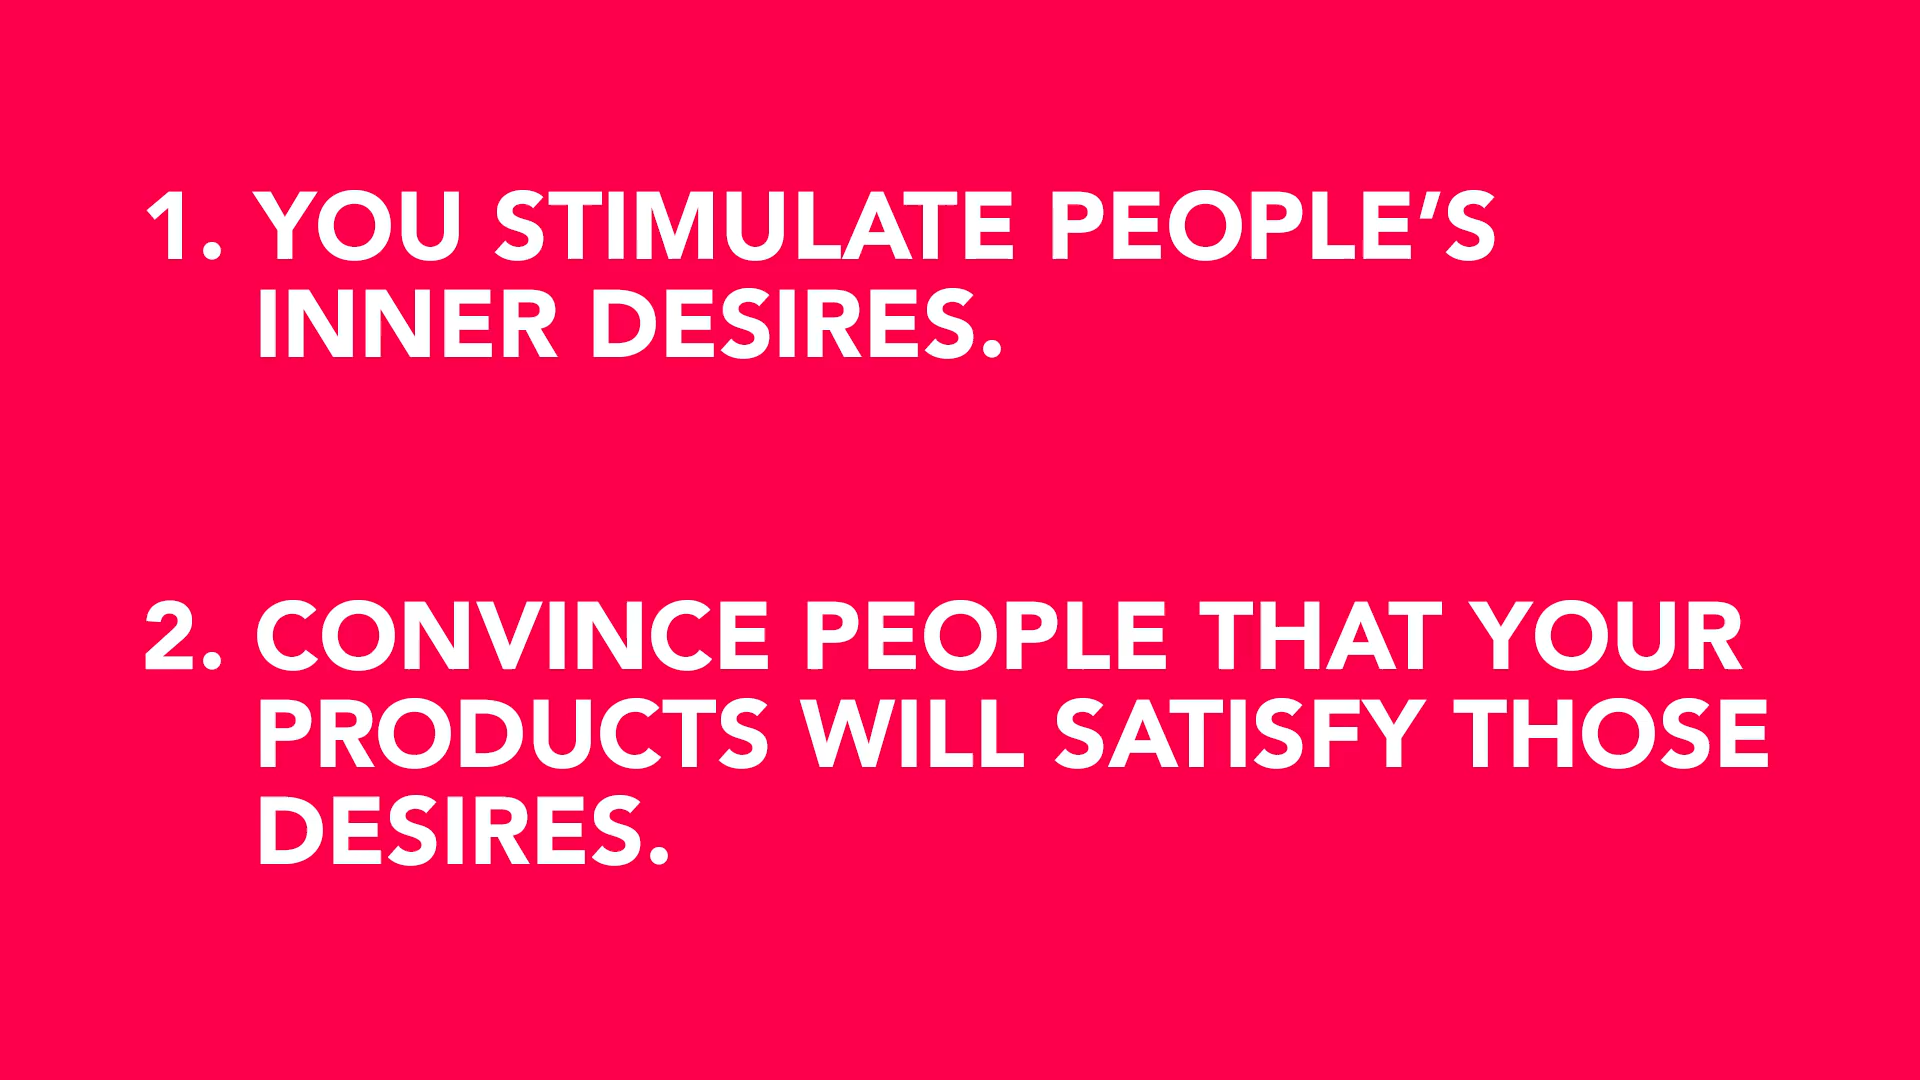 1. YOU STIMULATE PEOPLE’S
INNER DESIRES.
2. CONVINCE PEOPLE THAT YOUR
PRODUCTS WILL SATISFY THOSE
DESIRES.